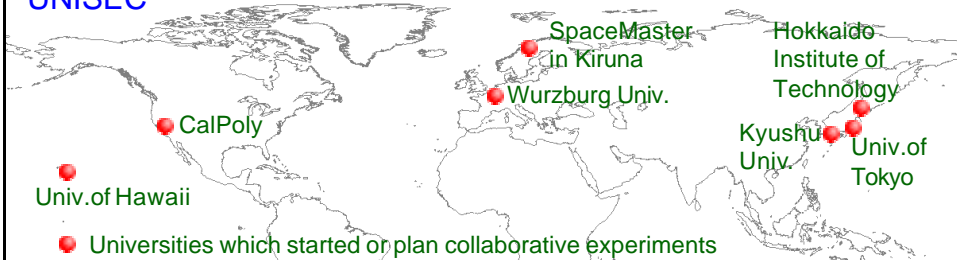 UNISEC
SpaceMaster
in Kiruna
Hokkaido
Institute of
Technology
Wurzburg Univ.
CalPoly
Kyushu
Univ.
Univ.of
Tokyo
Univ.of Hawaii
Universities which started or plan collaborative experiments